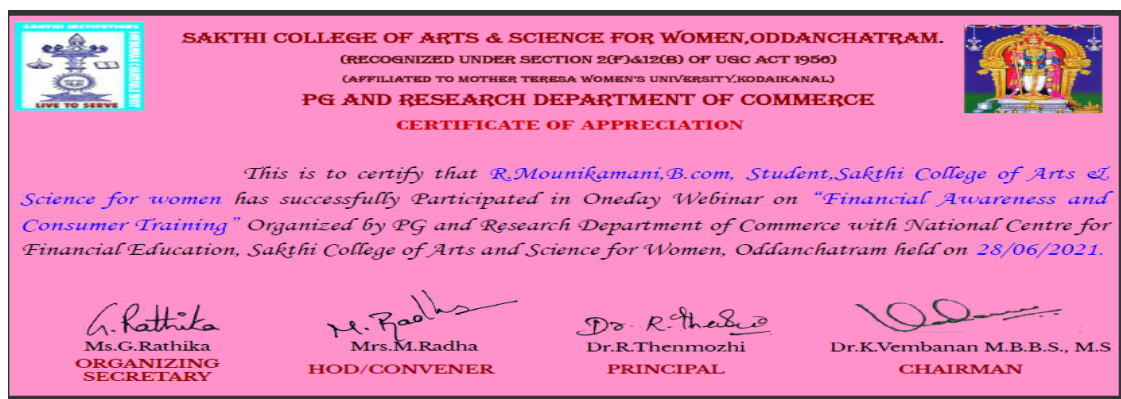 SAKTHI INSTITUTIONS
LIVE TO SERVE
SAKTHI COLLEGE OF ARTS & SCIENCE FOR WOMEN,ODDANCHATRAM.
(RECOGNIZED UNDER SECTION 2(F)&12(B) OF UGC ACT 1956)
(AFFILIATED TO MOTHER TERESA WOMEN'S UNIVERSITY,KODAIKANAL)
PG AND RESEARCH DEPARTMENT OF COMMERCE
CERTIFICATE OF APPRECIATION
This is to certify that R.Mounikamani,B.com, Student,Sakthi College of Arts &
Science for women has successfully Participated in Oneday Webinar on "Financial Awareness and
Consumer Training" Organized by PG and Research Department of Commerce with National Centre for
Financial Education, Sakthi College of Arts and Science for Women, Oddanchatram held on 28/06/2021.
G. Rathika
M. Radha
Dr. R.
Ms.G.Rathika
Mrs.M.Radha
Dr.R.Thenmozhi
Dr.K.Vembanan M.B.B.S., M.S
ORGANIZING
SECRETARY
HOD/CONVENER
PRINCIPAL
CHAIRMAN